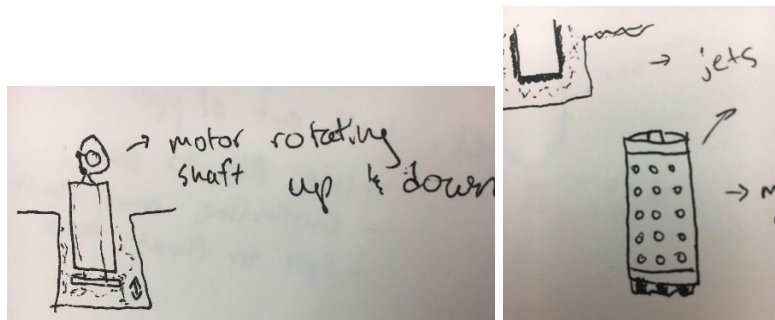 → motor rotating
shaft up & down
→ jets
→ m